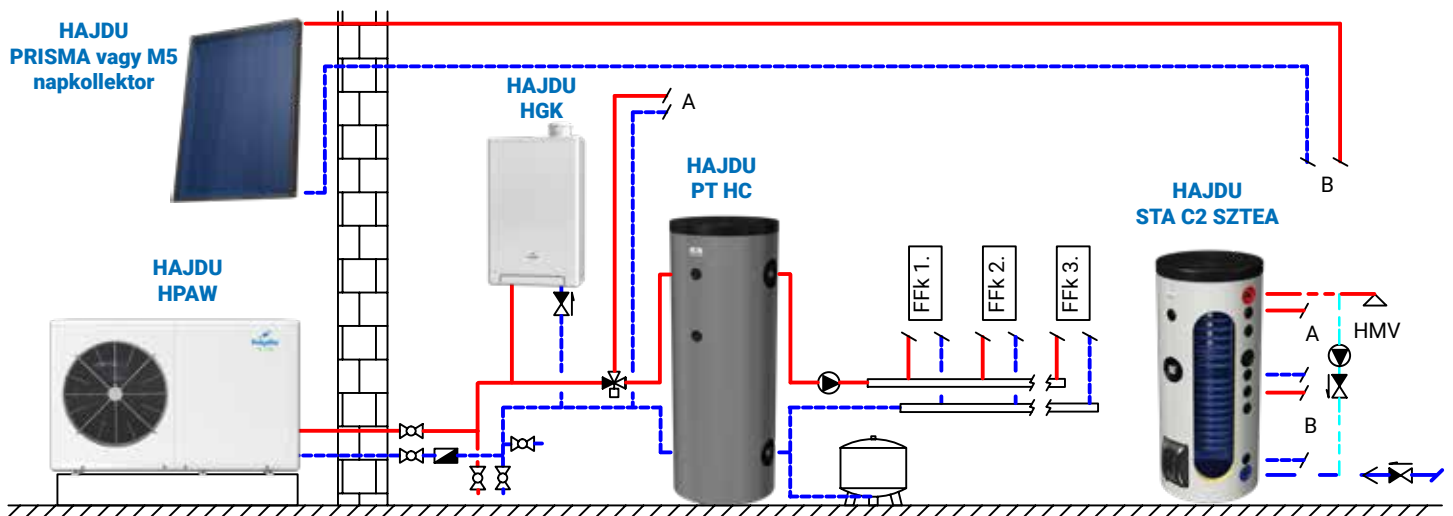 HAJDU
PRISMA vagy M5
napkollektor
HAJDU
HGK
A
HAJDU
PT HC
B
HAJDU
STA C2 SZTEA
HAJDU
HPAW
FFk 1.
FFk 2.
FFk 3.
A
HMV
B